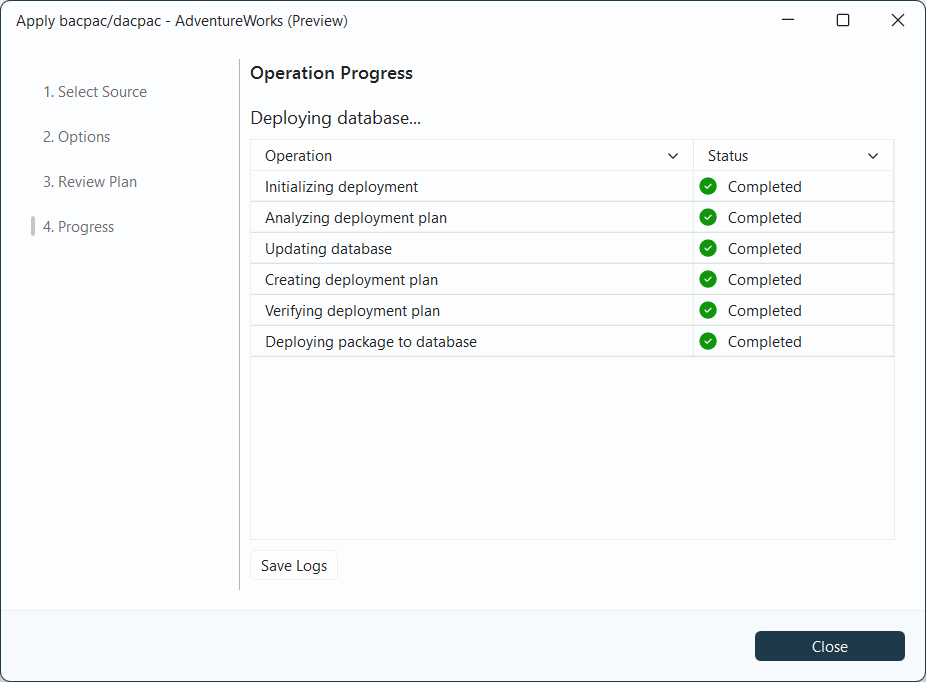 Apply bacpac/dacpac - AdventureWorks (Preview)
1. Select Source
2. Options
3. Review Plan
4. Progress
Operation Progress
Deploying database...
Operation Status
Initializing deployment Completed
Analyzing deployment plan Completed
Updating database Completed
Creating deployment plan Completed
Verifying deployment plan Completed
Deploying package to database Completed
Save Logs
Close